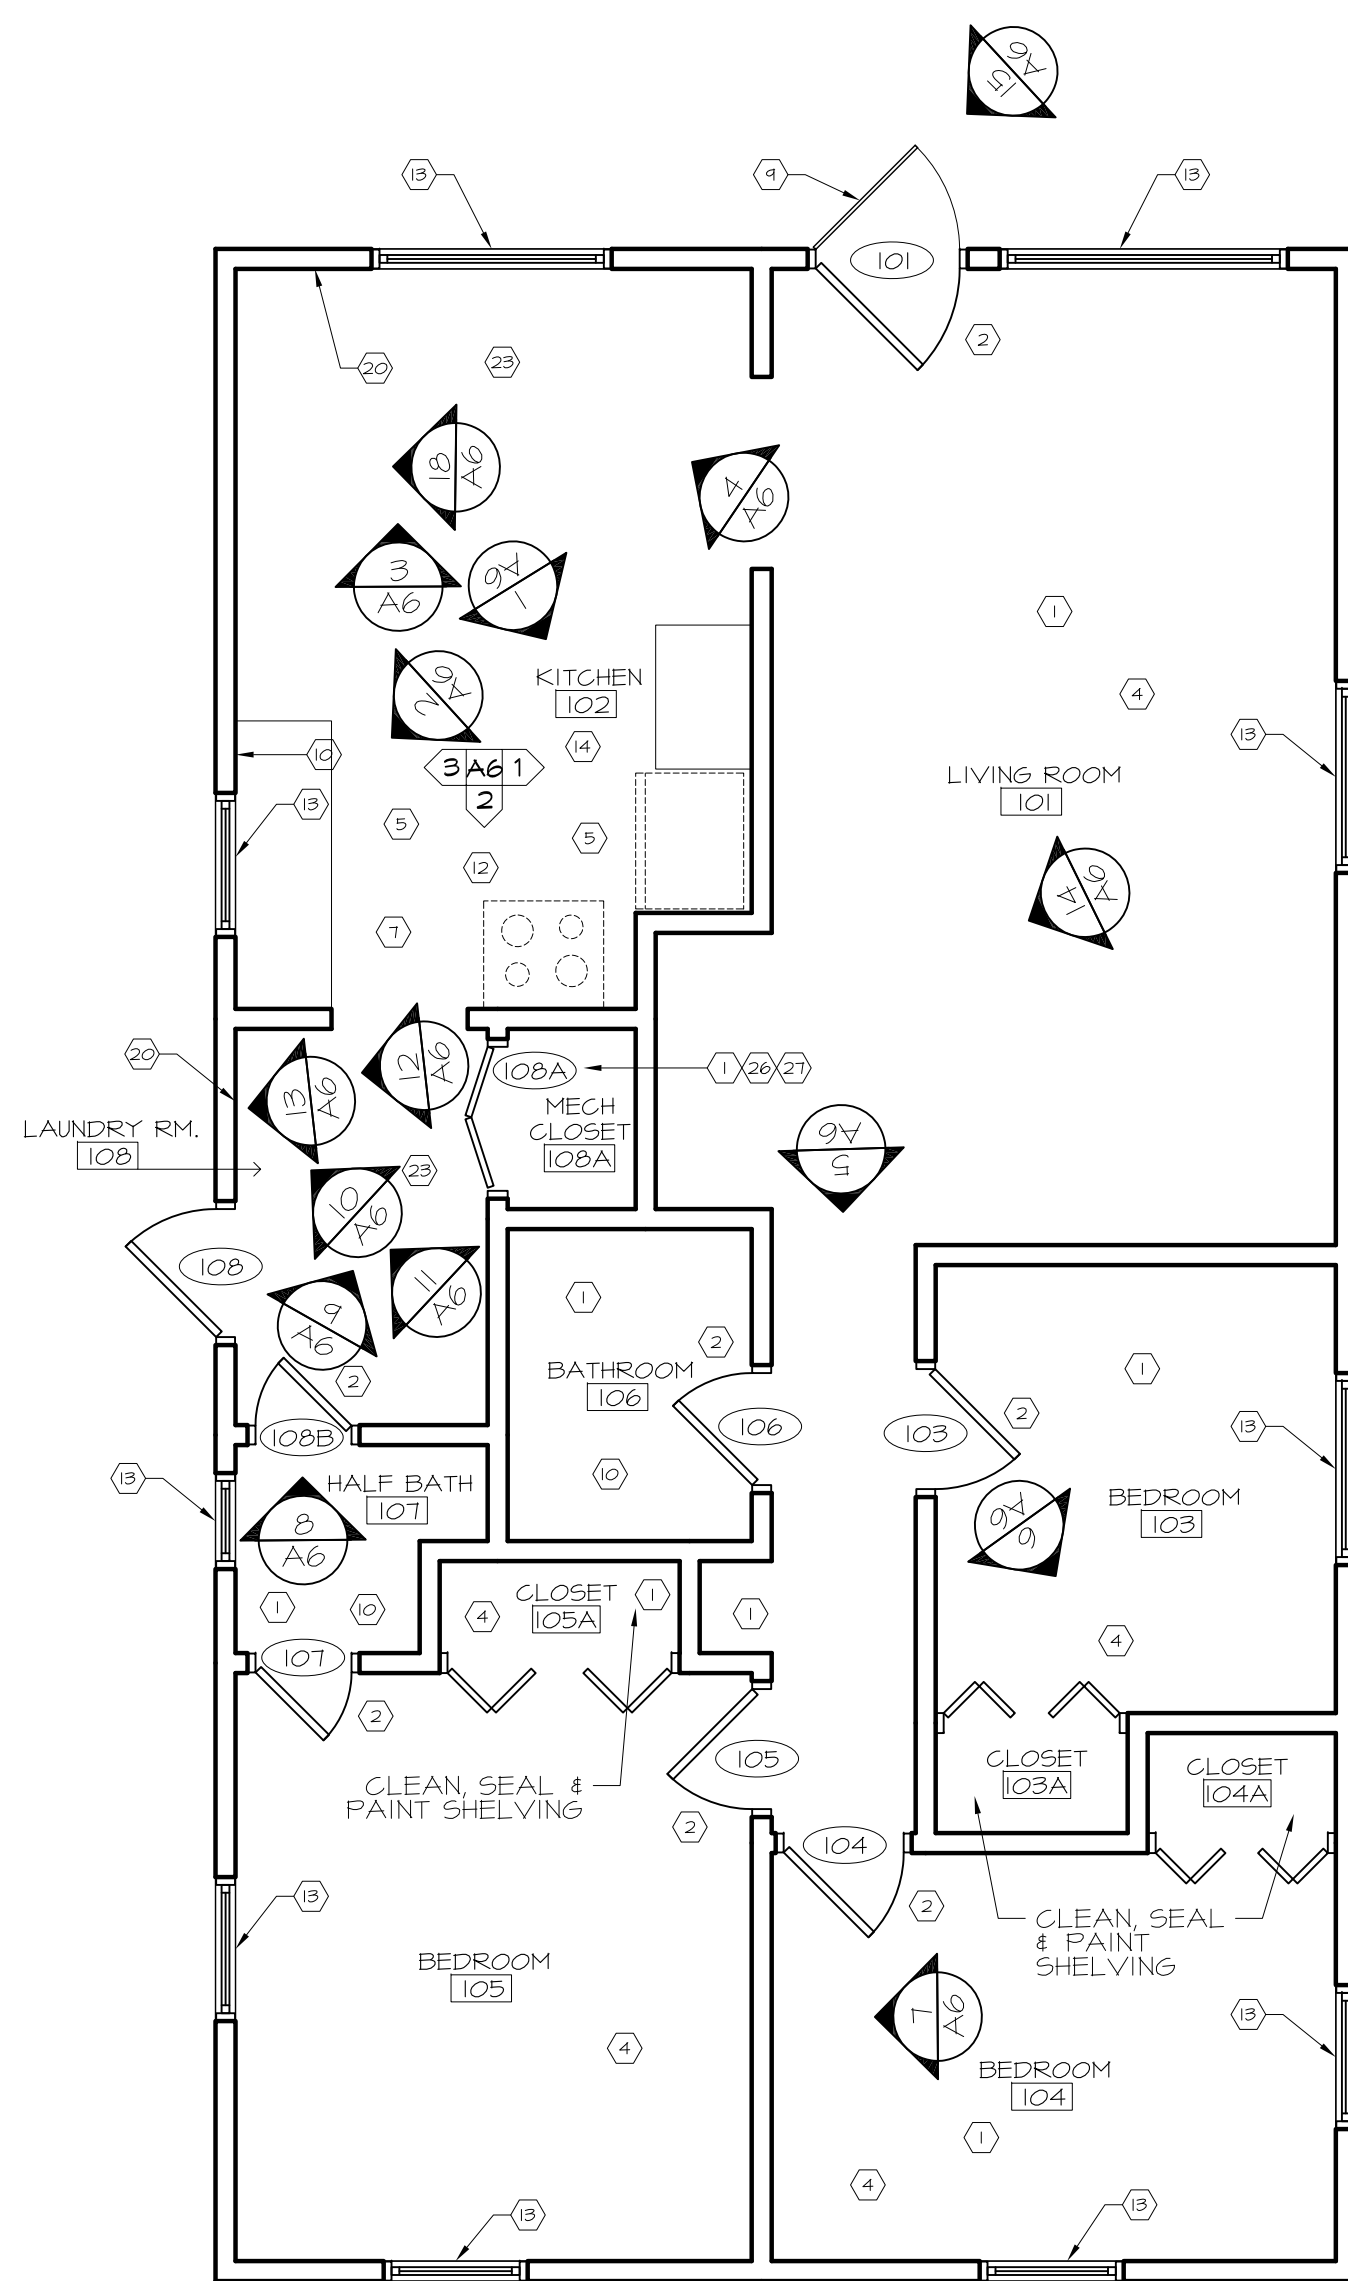 15
A6
13
9
13
101
2
20
23
18
A6
4
A6
3
A6
1
A6
1
2
A6
KITCHEN
102
4
14
13
10
3 A6 1
2
LIVING ROOM
101
13
5
5
12
14
A6
7
12
A6
20
108A
1 26 27
13
A6
MECH
CLOSET
108A
LAUNDRY RM.
108
5
A6
23
10
A6
108
11
A6
1
9
A6
2
2
BATHROOM
106
1
106
103
2
13
108B
10
13
HALF BATH
107
BEDROOM
103
8
A6
6
A6
CLOSET
105A
1
4
1
1
10
4
107
2
105
CLOSET
103A
CLOSET
104A
CLEAN, SEAL &
PAINT SHELVING
2
104
13
2
CLEAN, SEAL
& PAINT
SHELVING
BEDROOM
105
7
A6
13
4
BEDROOM
104
1
4
13
13